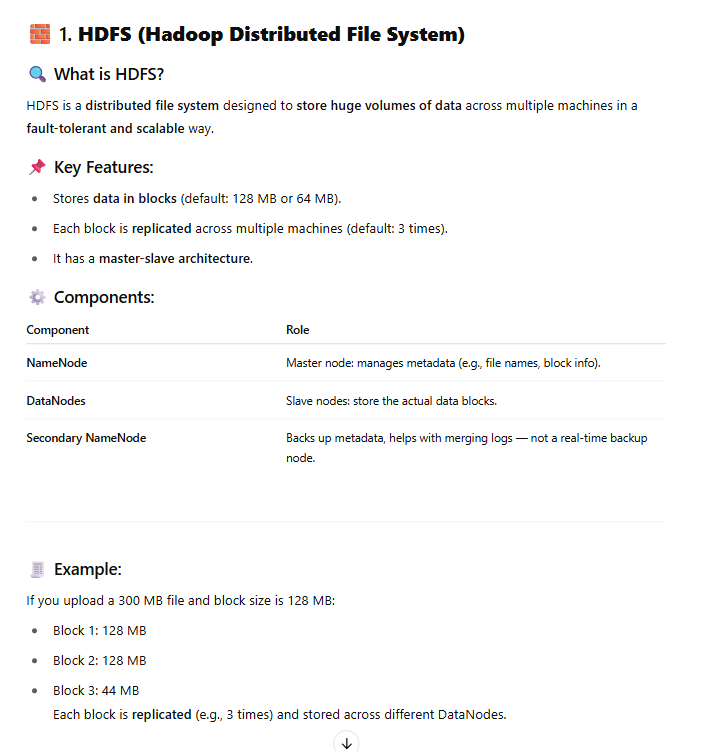 🧱 1. HDFS (Hadoop Distributed File System)
🔍 What is HDFS?
HDFS is a distributed file system designed to store huge volumes of data across multiple machines in a
fault-tolerant and scalable way.
📌 Key Features:
• Stores data in blocks (default: 128 MB or 64 MB).
• Each block is replicated across multiple machines (default: 3 times).
• It has a master-slave architecture.
⚙️ Components:
Component Role
NameNode Master node: manages metadata (e.g., file names, block info).
DataNodes Slave nodes: store the actual data blocks.
Secondary NameNode Backs up metadata, helps with merging logs — not a real-time backup
node.
🧾 Example:
If you upload a 300 MB file and block size is 128 MB:
• Block 1: 128 MB
• Block 2: 128 MB
• Block 3: 44 MB
Each block is replicated (e.g., 3 times) and stored across different DataNodes.